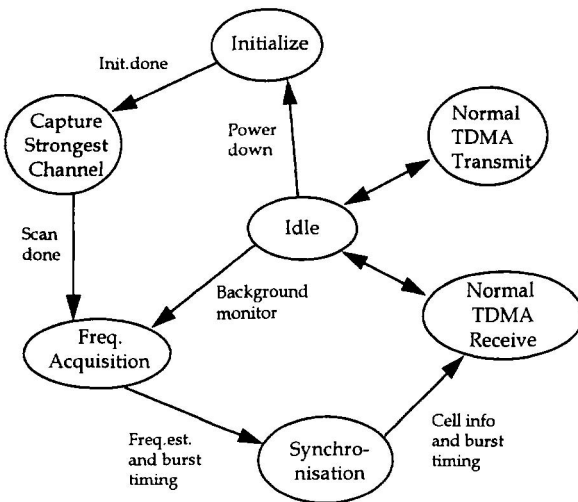 Initialize
Init.done
Capture
Strongest
Channel
Power
down
Normal
TDMA
Transmit
Idle
Scan
done
Background
monitor
Normal
TDMA
Receive
Freq.
Acquisition
Freq.est.
and burst
timing
Synchro-
nisation
Cell info
and burst
timing